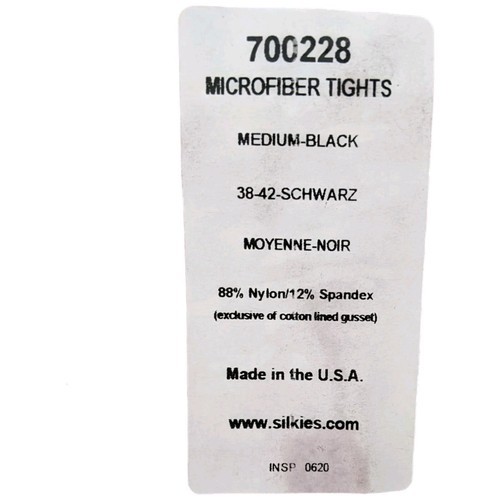 700228
MICROFIBER TIGHTS
MEDIUM-BLACK
38-42-SCHWARZ
MOYENNE-NOIR
88% Nylon/12% Spandex
(exclusive of cotton lined gusset)
Made in the U.S.A.
www.silkies.com
INSP 0620